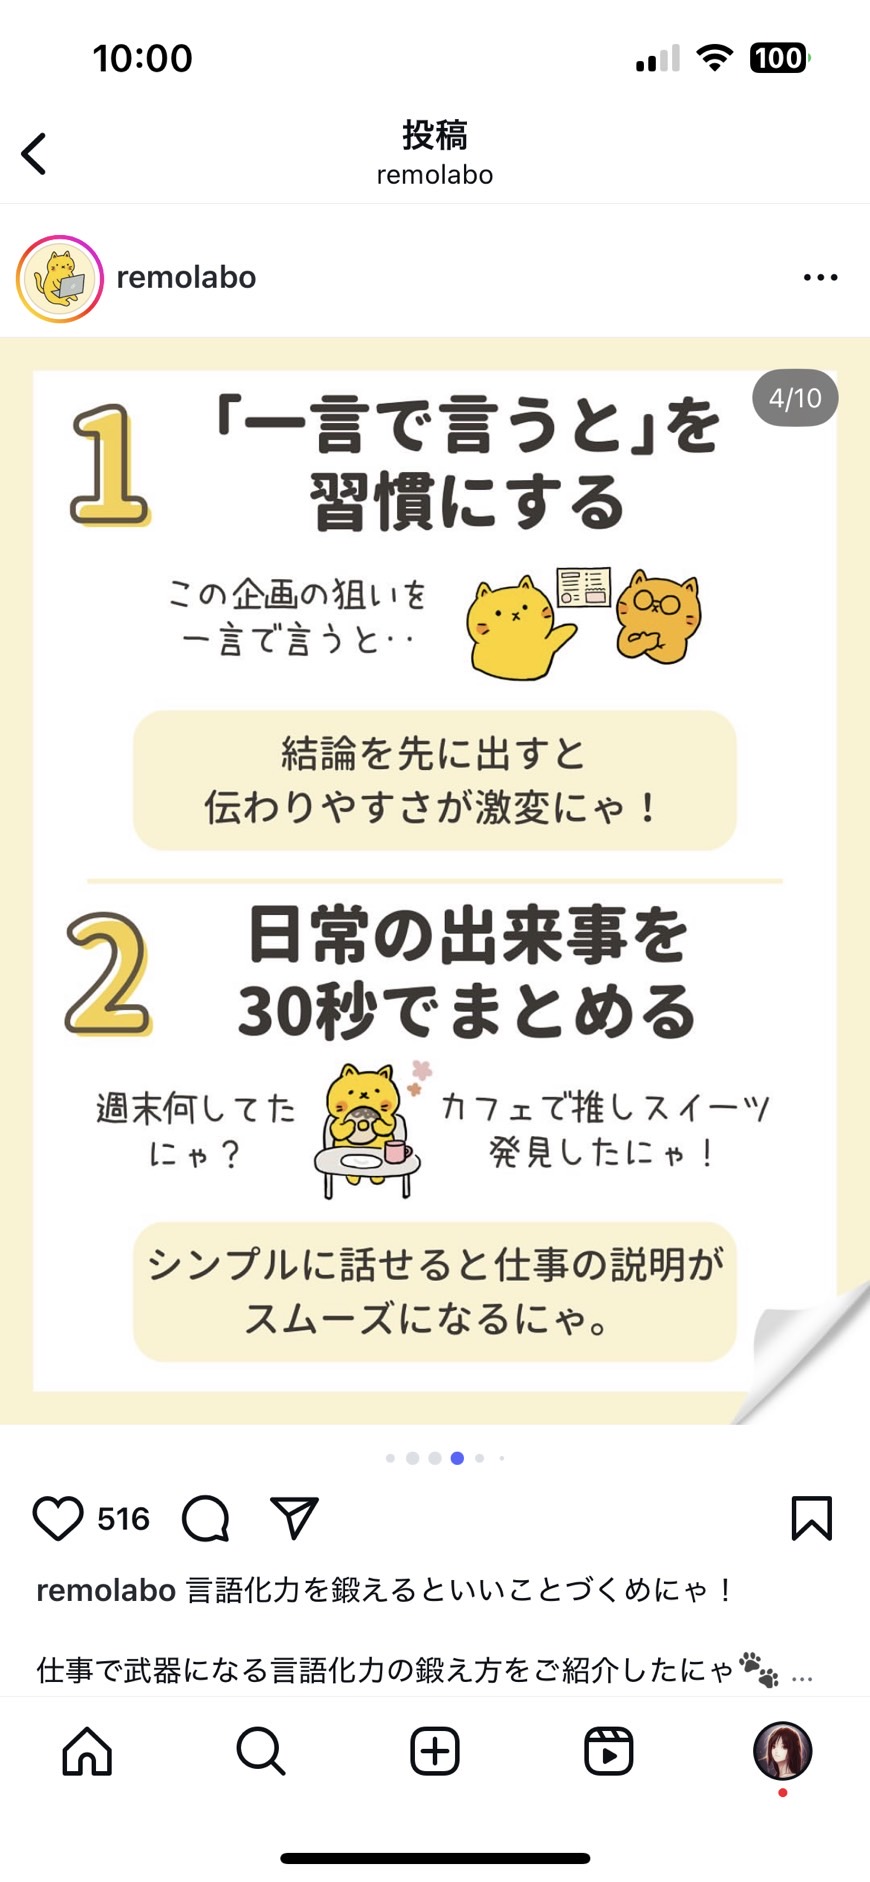 10:00
100
投稿
remolabo
remolabo
4/10
1
「一言で言うと」を
習慣にする
この企画の狙いを
一言で言うと‥
結論を先に出すと
伝わりやすさが激変にゃ！
2
日常の出来事を
30秒でまとめる
週末何してた
にゃ？
カフェで推しスイーツ
発見したにゃ！
シンプルに話せると仕事の説明が
スムーズになるにゃ。
516
remolabo 言語化力を鍛えるといいことづくめにゃ！
仕事で武器になる言語化力の鍛え方をご紹介したにゃ🐾 ...